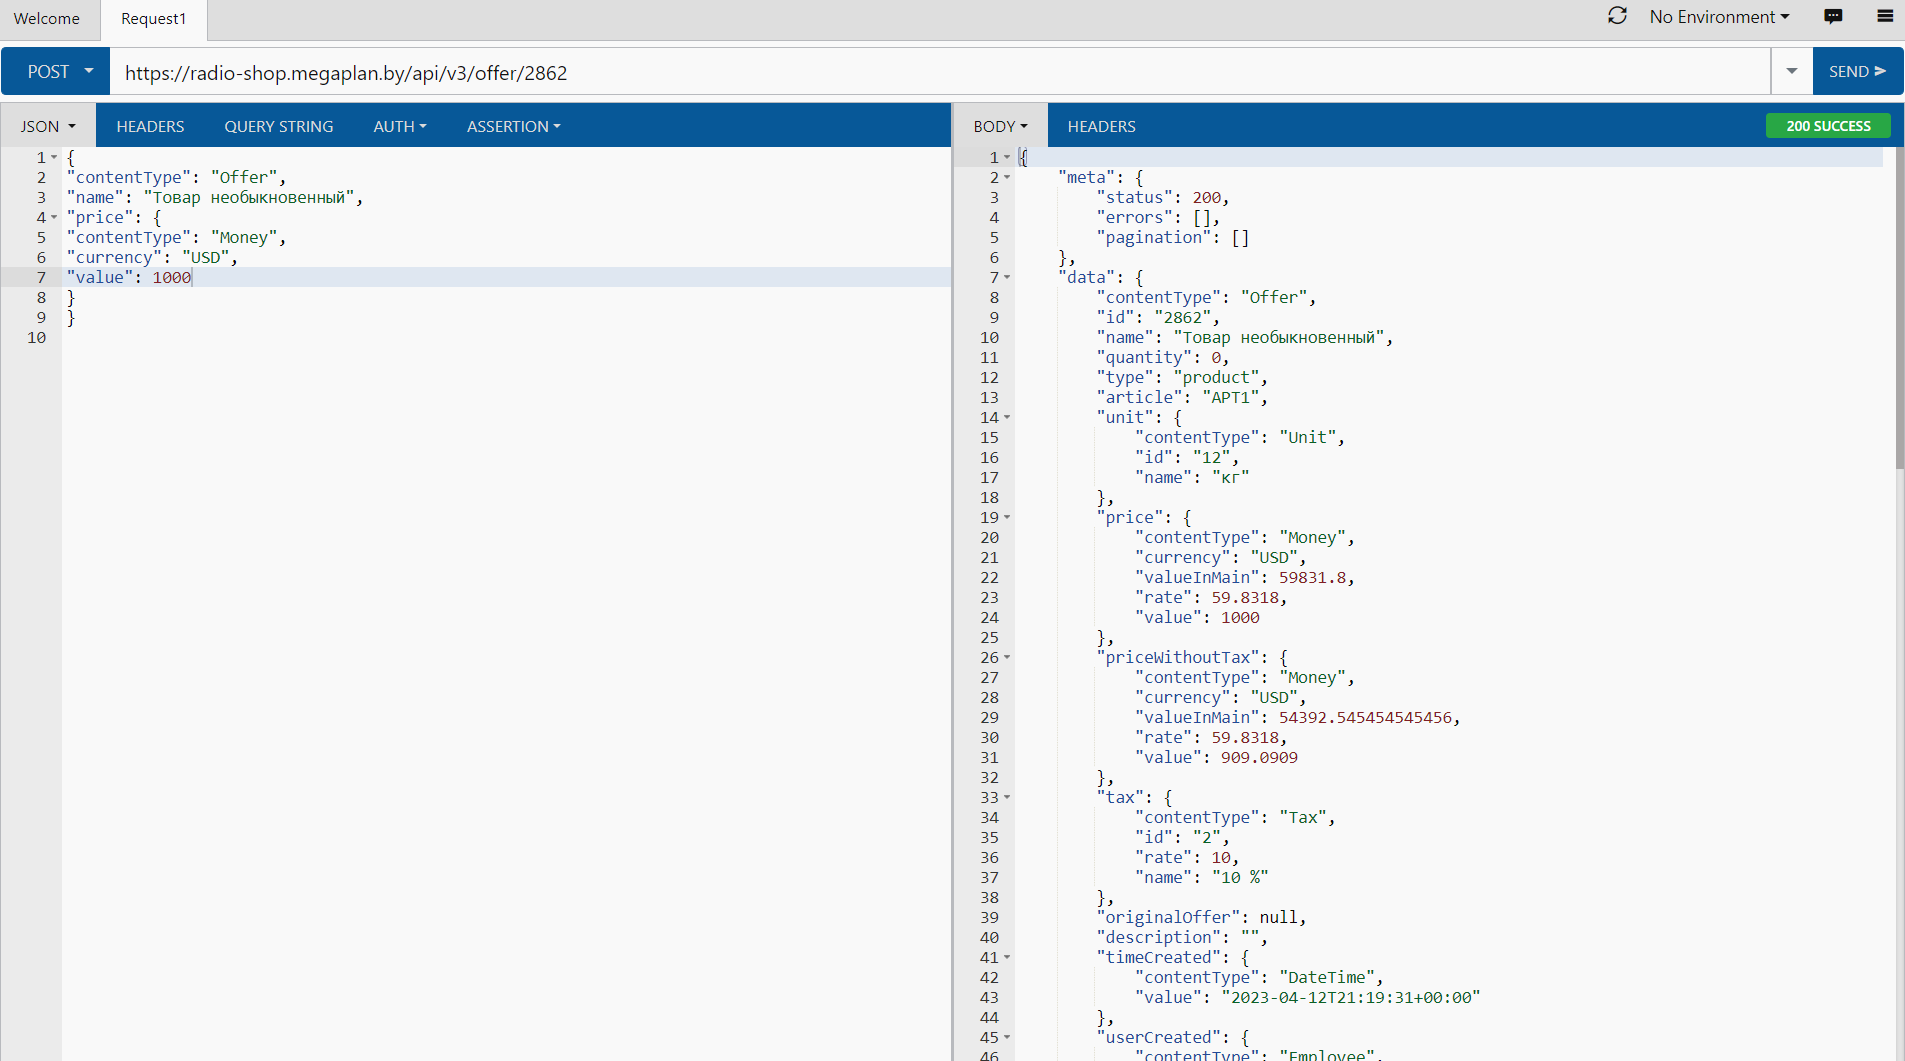 Welcome
Request1
No Environment
POST
https://radio-shop.megaplan.by/api/v3/offer/2862
SEND
JSON
HEADERS
QUERY STRING
AUTH
ASSERTION
1 {
2 "contentType": "Offer",
3 "name": "Товар необыкновенный",
4 "price": {
5 "contentType": "Money",
6 "currency": "USD",
7 "value": 1000
8 }
9 }
10
BODY
HEADERS
200 SUCCESS
1 {
2 "meta": {
3 "status": 200,
4 "errors": [],
5 "pagination": []
6 },
7 "data": {
8 "contentType": "Offer",
9 "id": "2862",
10 "name": "Товар необыкновенный",
11 "quantity": 0,
12 "type": "product",
13 "article": "АРТ1",
14 "unit": {
15 "contentType": "Unit",
16 "id": "12",
17 "name": "кг"
18 },
19 "price": {
20 "contentType": "Money",
21 "currency": "USD",
22 "valueInMain": 59831.8,
23 "rate": 59.8318,
24 "value": 1000
25 },
26 "priceWithoutTax": {
27 "contentType": "Money",
28 "currency": "USD",
29 "valueInMain": 54392.545454545456,
30 "rate": 59.8318,
31 "value": 909.0909
32 },
33 "tax": {
34 "contentType": "Tax",
35 "id": "2",
36 "rate": 10,
37 "name": "10 %"
38 },
39 "originalOffer": null,
40 "description": "",
41 "timeCreated": {
42 "contentType": "DateTime",
43 "value": "2023-04-12T21:19:31+00:00"
44 },
45 "userCreated": {
46 "contentType": "Employee",